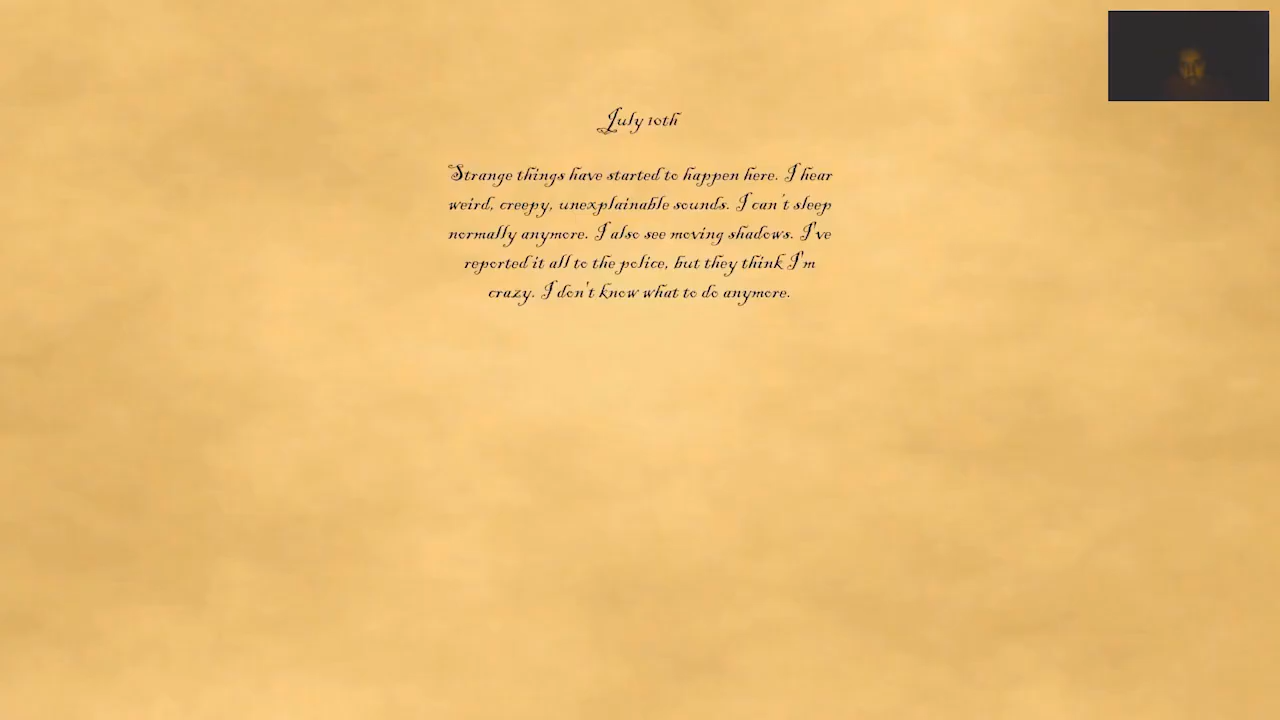 July 10th
Strange things have started to happen here. I hear
weird, creepy, unexplainable sounds. I can't sleep
normally anymore. I also see moving shadows. I've
reported it all to the police, but they think I'm
crazy. I don't know what to do anymore.